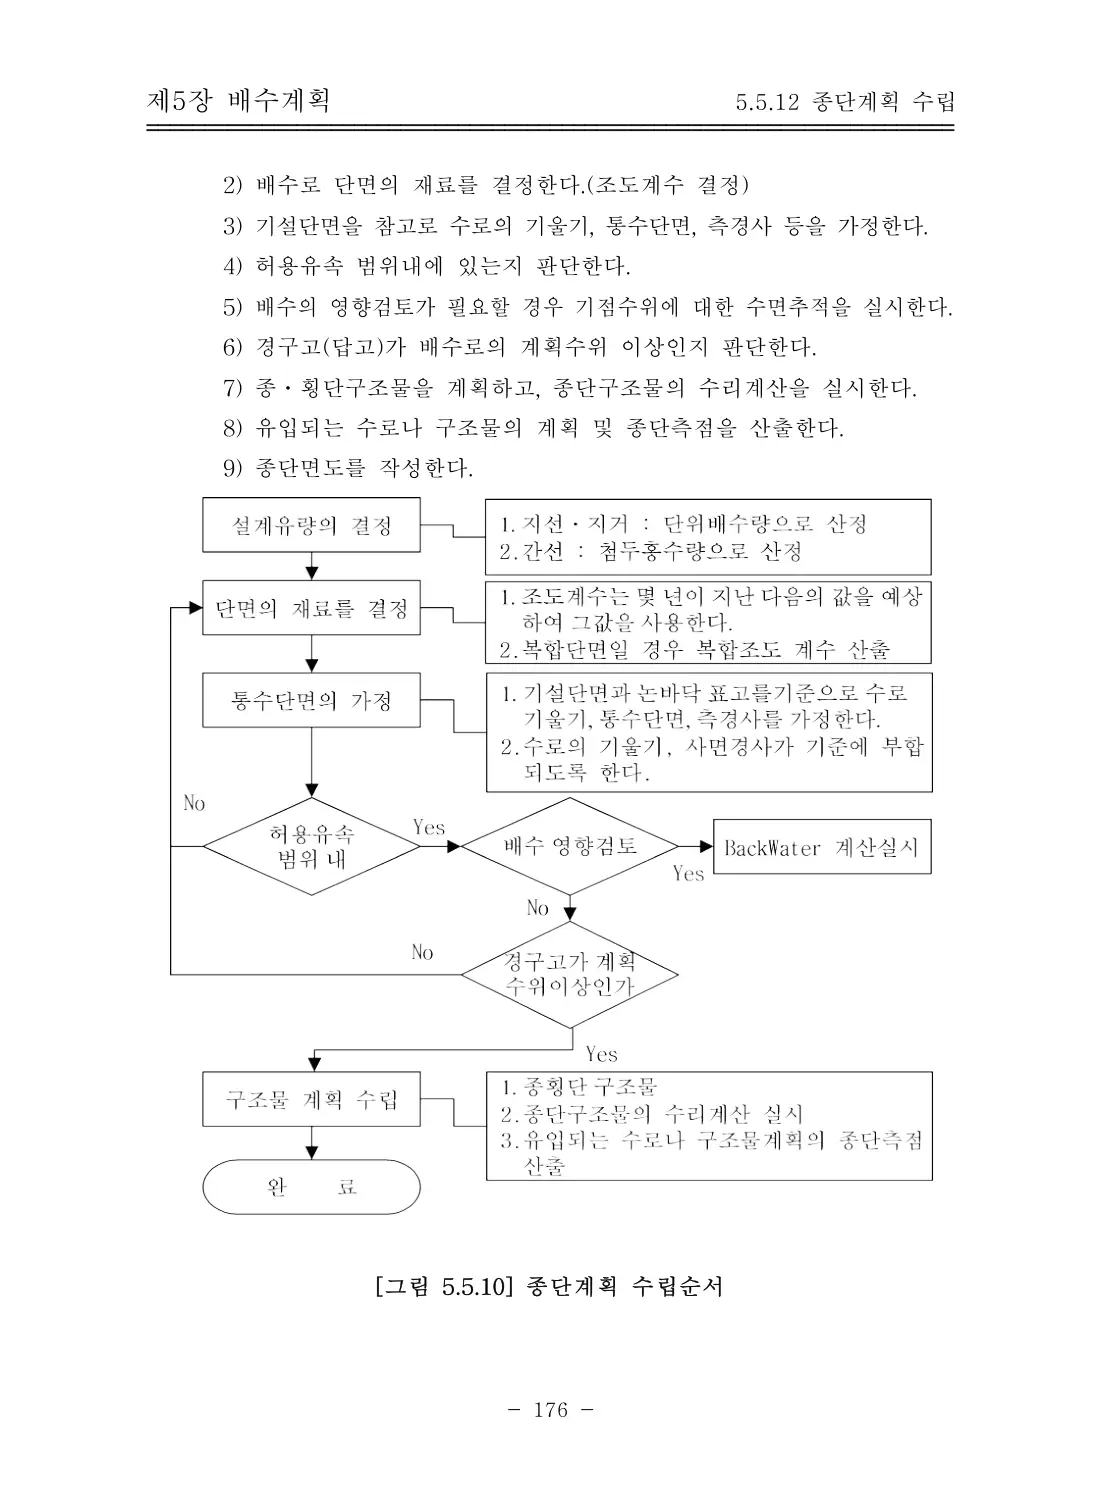 제5장 배수계획
5.5.12 종단계획 수립
2) 배수로 단면의 재료를 결정한다.(조도계수 결정)
3) 기설단면을 참고로 수로의 기울기, 통수단면, 측경사 등을 가정한다.
4) 허용유속 범위내에 있는지 판단한다.
5) 배수의 영향검토가 필요할 경우 기점수위에 대한 수면추적을 실시한다.
6) 경구고(답고)가 배수로의 계획수위 이상인지 판단한다.
7) 종·횡단구조물을 계획하고, 종단구조물의 수리계산을 실시한다.
8) 유입되는 수로나 구조물의 계획 및 종단측점을 산출한다.
9) 종단면도를 작성한다.
설계유량의 결정
1. 지선·지거 : 단위배수량으로 산정
2. 간선 : 첨두홍수량으로 산정
단면의 재료를 결정
1. 조도계수는 몇 년이 지난 다음의 값을 예상
하여 그값을 사용한다.
2. 복합단면일 경우 복합조도 계수 산출
통수단면의 가정
1. 기설단면과 논바닥 표고를기준으로 수로
기울기, 통수단면, 측경사를 가정한다.
2. 수로의 기울기, 사면경사가 기준에 부합
되도록 한다.
No
허용유속
범위 내
Yes
배수 영향검토
Yes
BackWater 계산실시
No
No
경구고가 계획
수위이상인가
Yes
구조물 계획 수립
1. 종횡단 구조물
2. 종단구조물의 수리계산 실시
3. 유입되는 수로나 구조물계획의 종단측점
산출
완 료
[그림 5.5.10] 종단계획 수립순서
- 176 -